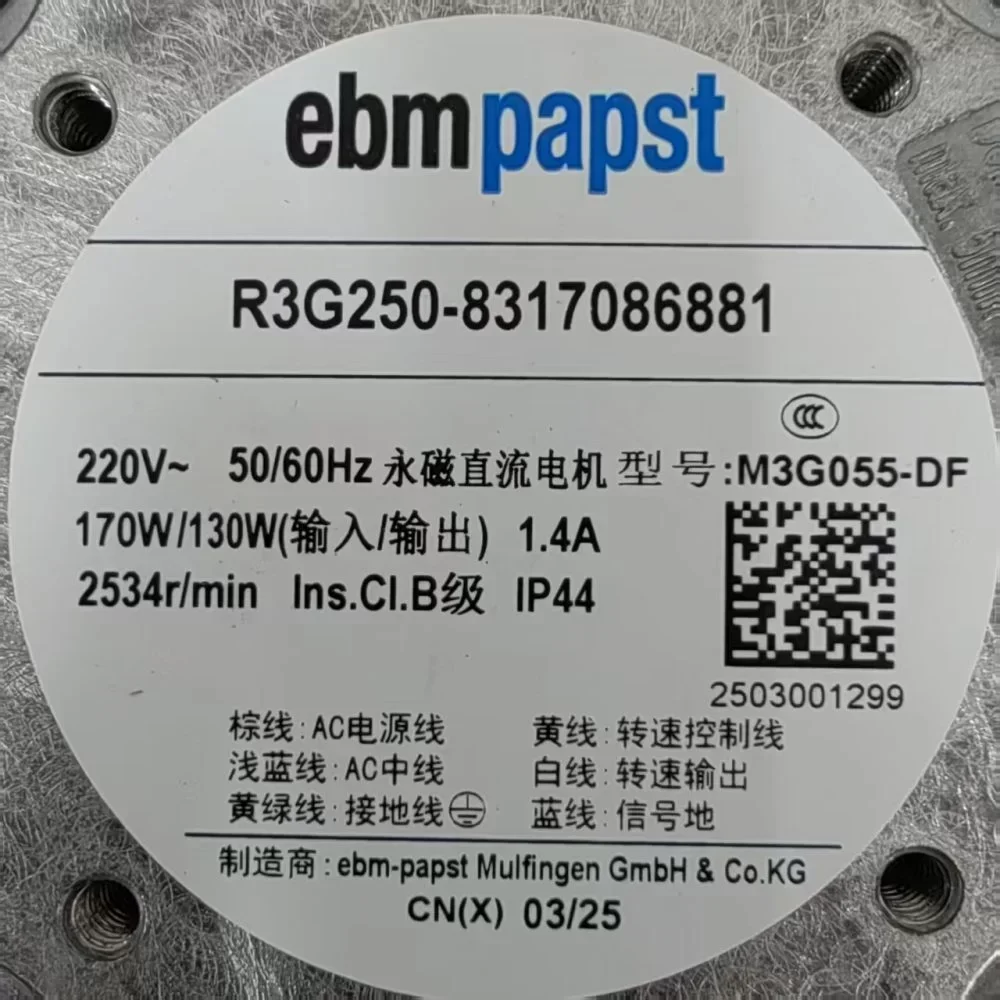 ebmpapst
R3G250-8317086881
220V~ 50/60Hz 永磁直流电机 型号:M3G055-DF
170W/130W(输入/输出) 1.4A
2534r/min Ins.Cl.B级 IP44
2503001299
棕线:AC电源线 黄线:转速控制线
浅蓝线:AC中线 白线:转速输出
黄绿线:接地线 蓝线:信号地
制造商:ebm-papst Mulfingen GmbH & Co.KG
CN(X) 03/25